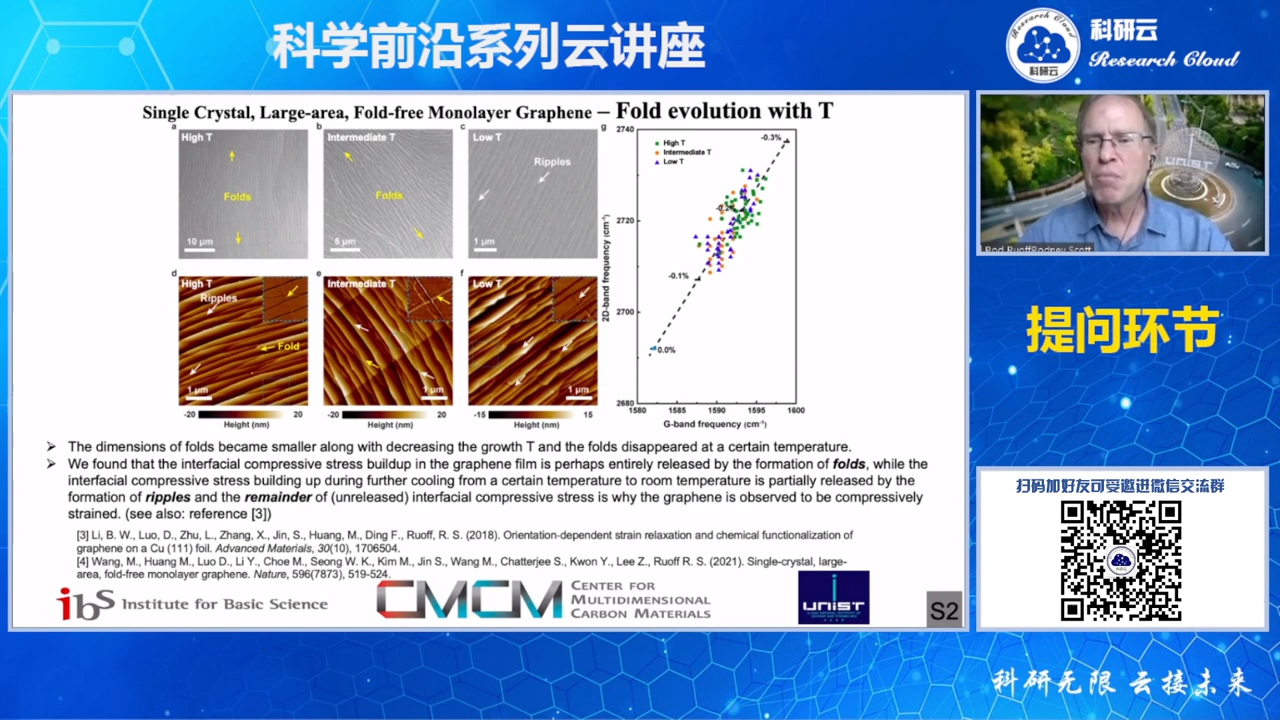 科学前沿系列云讲座
Research Cloud
科研云
科研云
Research Cloud
Single Crystal, Large-area, Fold-free Monolayer Graphene – Fold evolution with T
a
High T
Folds
10 μm
b
Intermediate T
Folds
c
Low T
Ripples
1 μm
d
High T
Ripples
Fold
1 μm
e
Intermediate T
1 μm
f
Low T
1 μm
-20 20
Height (nm)
-20 20
Height (nm)
-15 15
Height (nm)
g
2740
2720
2700
2680
2D-band frequency (cm⁻¹)
High T
Intermediate T
Low T
-0.3%
-0.1%
0.0%
1580 1585 1590 1595 1600
G-band frequency (cm⁻¹)
➢ The dimensions of folds became smaller along with decreasing the growth T and the folds disappeared at a certain temperature.
➢ We found that the interfacial compressive stress buildup in the graphene film is perhaps entirely released by the formation of folds, while the
interfacial compressive stress building up during further cooling from a certain temperature to room temperature is partially released by the
formation of ripples and the remainder of (unreleased) interfacial compressive stress is why the graphene is observed to be compressively
strained. (see also: reference [3])
[3] Li, B. W., Luo, D., Zhu, L., Zhang, X., Jin, S., Huang, M., Ding F., Ruoff, R. S. (2018). Orientation-dependent strain relaxation and chemical functionalization of
graphene on a Cu (111) foil. Advanced Materials, 30(10), 1706504.
[4] Wang, M., Huang M., Luo D., Li Y., Choe M., Seong W. K., Kim M., Jin S., Wang M., Chatterjee S., Kwon Y., Lee Z., Ruoff R. S. (2021). Single-crystal, large-
area, fold-free monolayer graphene. Nature, 596(7873), 519-524.
ibS Institute for Basic Science
CMCM
CENTER FOR
MULTIDIMENSIONAL
CARBON MATERIALS
UNIST
S2
UNIST
Rod RuoffRodney Scott
提问环节
扫码加好友可受邀进微信交流群
科研无限 云接未来